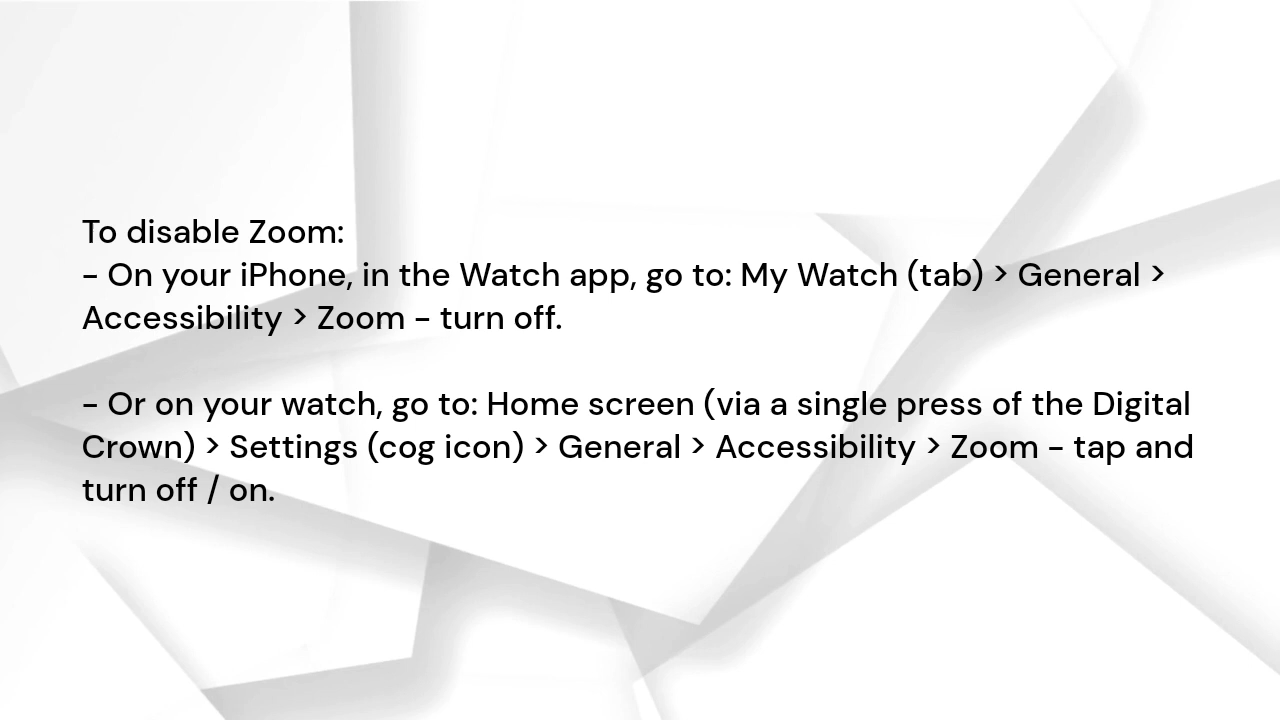 To disable Zoom:
- On your iPhone, in the Watch app, go to: My Watch (tab) > General >
Accessibility > Zoom - turn off.
- Or on your watch, go to: Home screen (via a single press of the Digital
Crown) > Settings (cog icon) > General > Accessibility > Zoom - tap and
turn off / on.